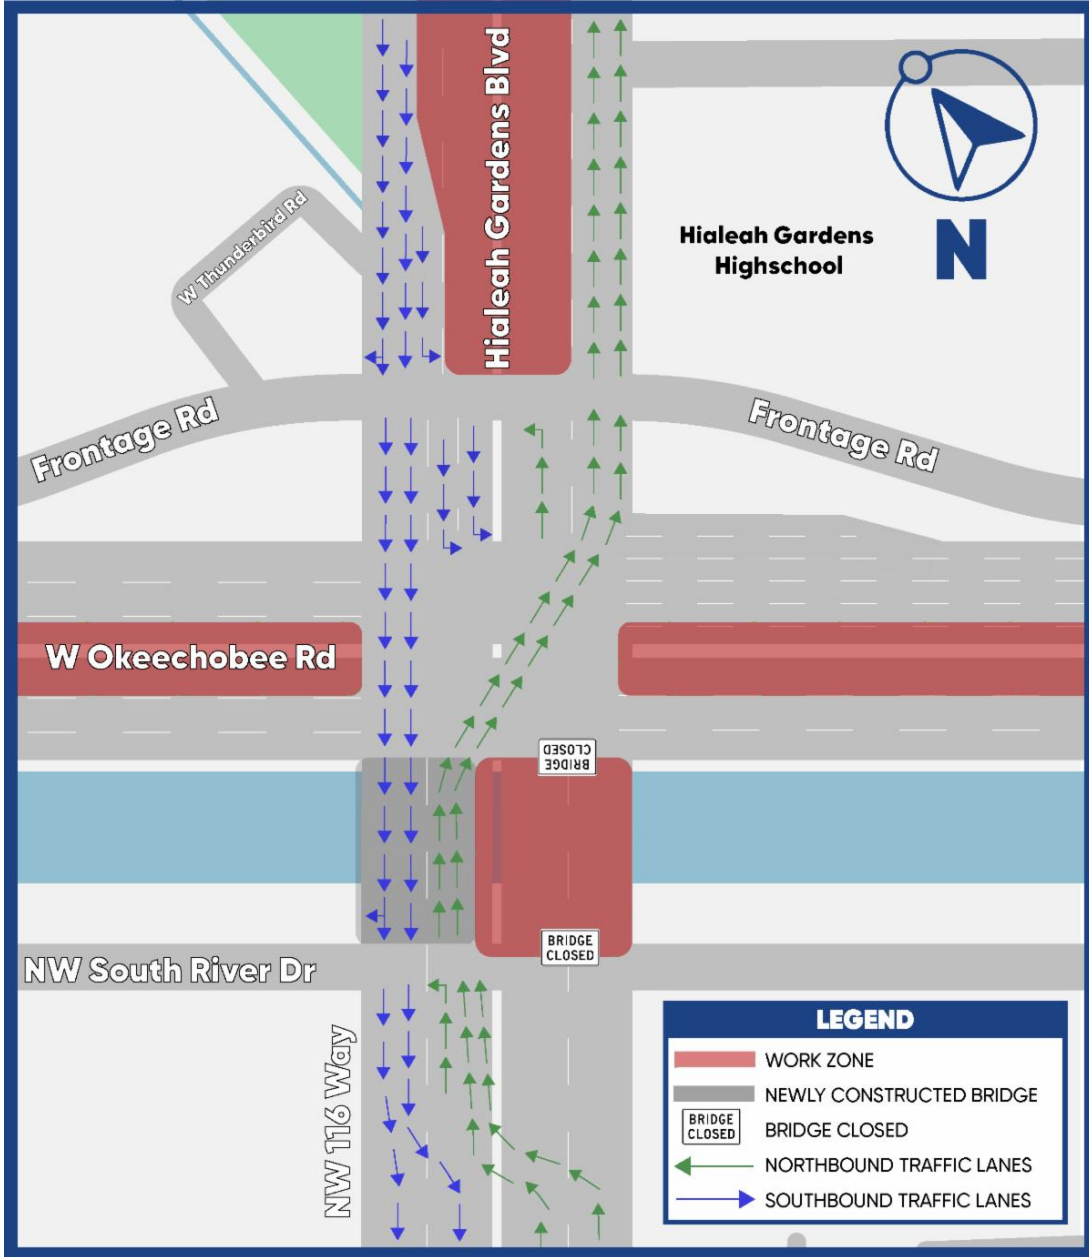 Hialeah Gardens Blvd
W Thunderbird Rd
Hialeah Gardens
Highschool
N
Frontage Rd
Frontage Rd
W Okeechobee Rd
BRIDGE
CLOSED
BRIDGE
CLOSED
NW South River Dr
NW 116 Way
LEGEND
WORK ZONE
NEWLY CONSTRUCTED BRIDGE
BRIDGE
CLOSED
BRIDGE CLOSED
NORTHBOUND TRAFFIC LANES
SOUTHBOUND TRAFFIC LANES